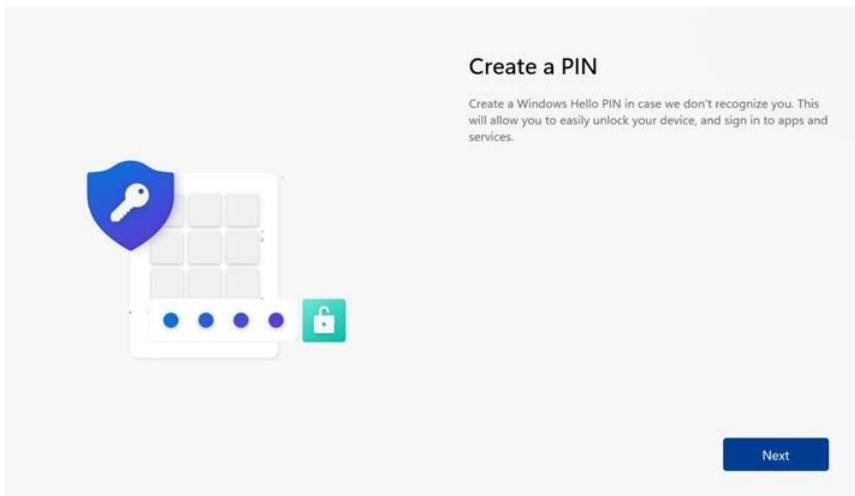 Create a PIN
Create a Windows Hello PIN in case we don't recognize you. This
will allow you to easily unlock your device, and sign in to apps and
services.
Next